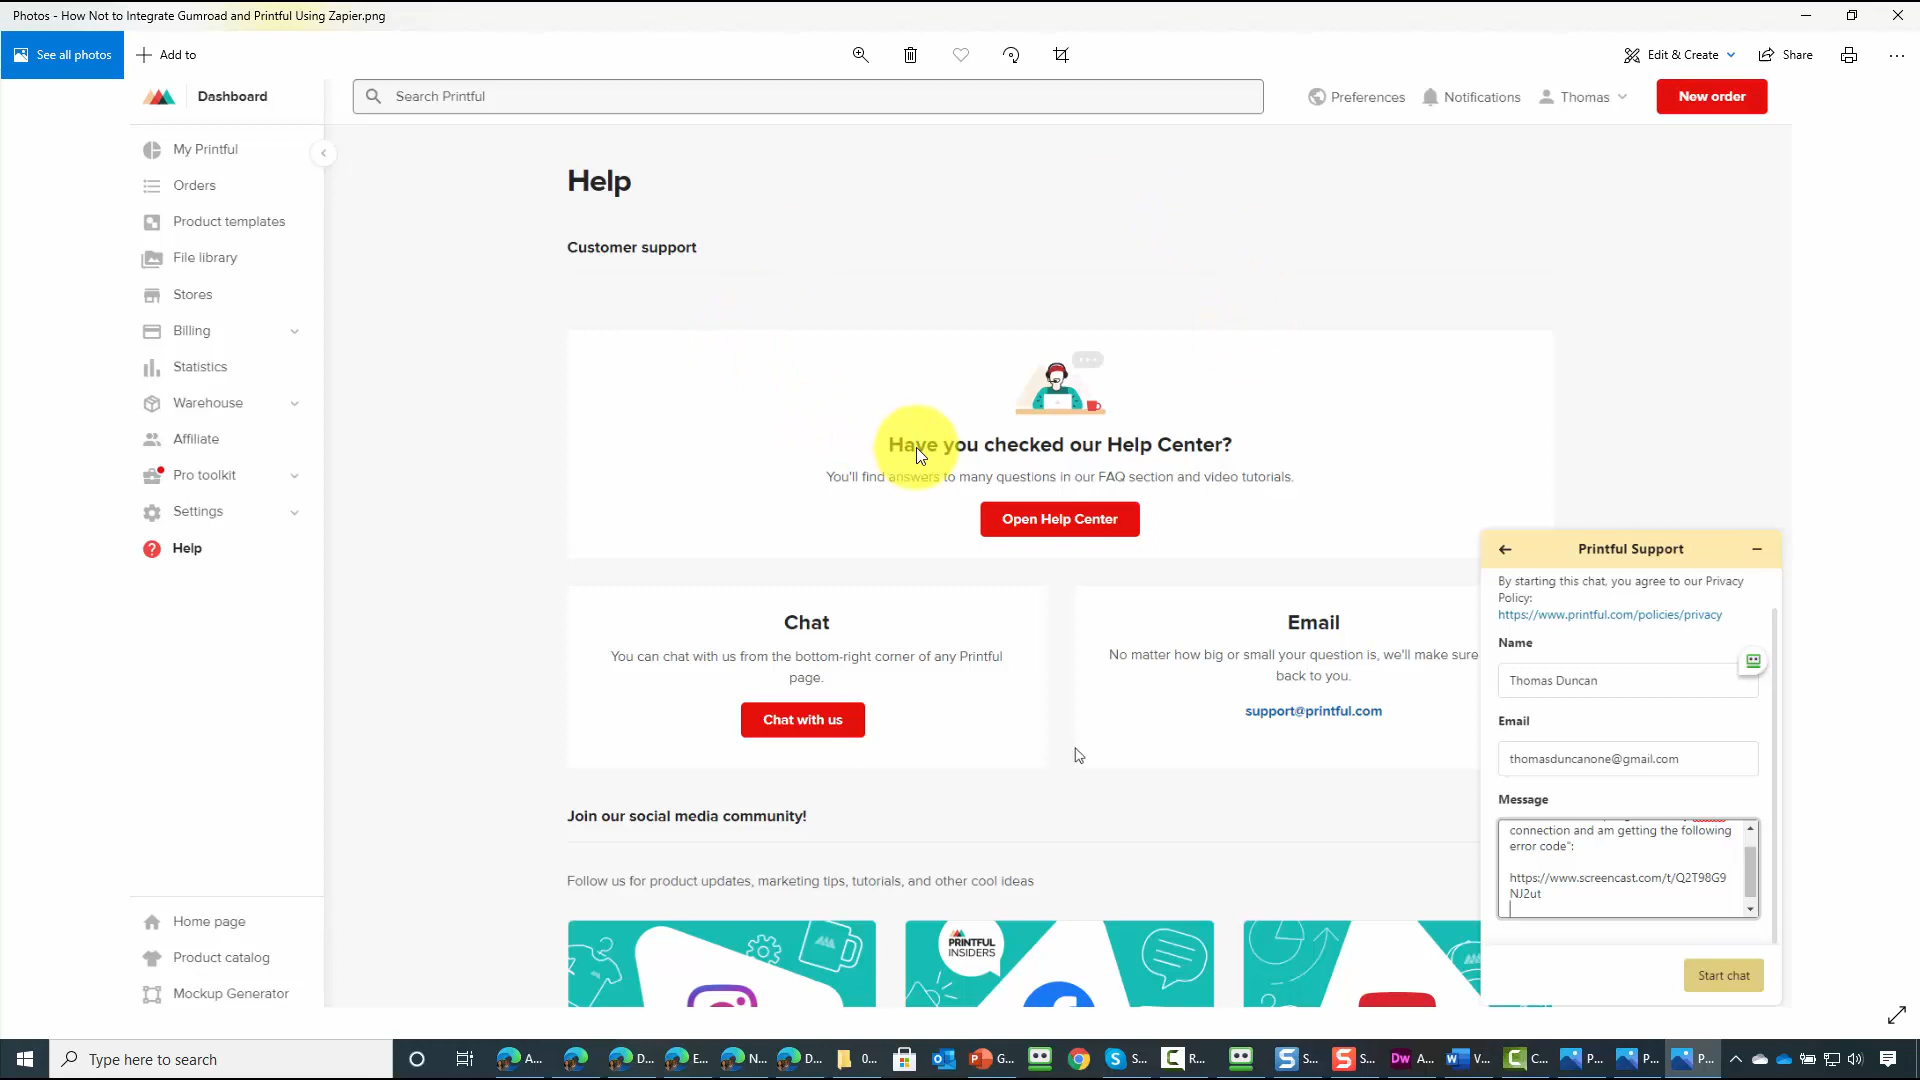 Photos - How Not to Integrate Gumroad and Printful Using Zapier.png
See all photos
Add to
Edit & Create
Share
Dashboard
Search Printful
Preferences
Notifications
Thomas
New order
My Printful
Orders
Product templates
File library
Stores
Billing
Statistics
Warehouse
Affiliate
Pro toolkit
Settings
Help
Home page
Product catalog
Mockup Generator
Help
Customer support
Have you checked our Help Center?
You'll find answers to many questions in our FAQ section and video tutorials.
Open Help Center
Chat
You can chat with us from the bottom-right corner of any Printful
page.
Chat with us
Email
No matter how big or small your question is, we'll make sure
back to you.
support@printful.com
Join our social media community!
Follow us for product updates, marketing tips, tutorials, and other cool ideas
PRINTFUL
INSIDERS
Printful Support
By starting this chat, you agree to our Privacy
Policy:
https://www.printful.com/policies/privacy
Name
Thomas Duncan
Email
thomasduncanone@gmail.com
Message
connection and am getting the following
error code":
https://www.screencast.com/t/Q2T98G9
NJ2ut
Start chat
Type here to search
A...
D...
E...
N...
D...
0...
G...
S...
R...
S...
S...
Dw
A...
V...
C...
P...
P...
P...